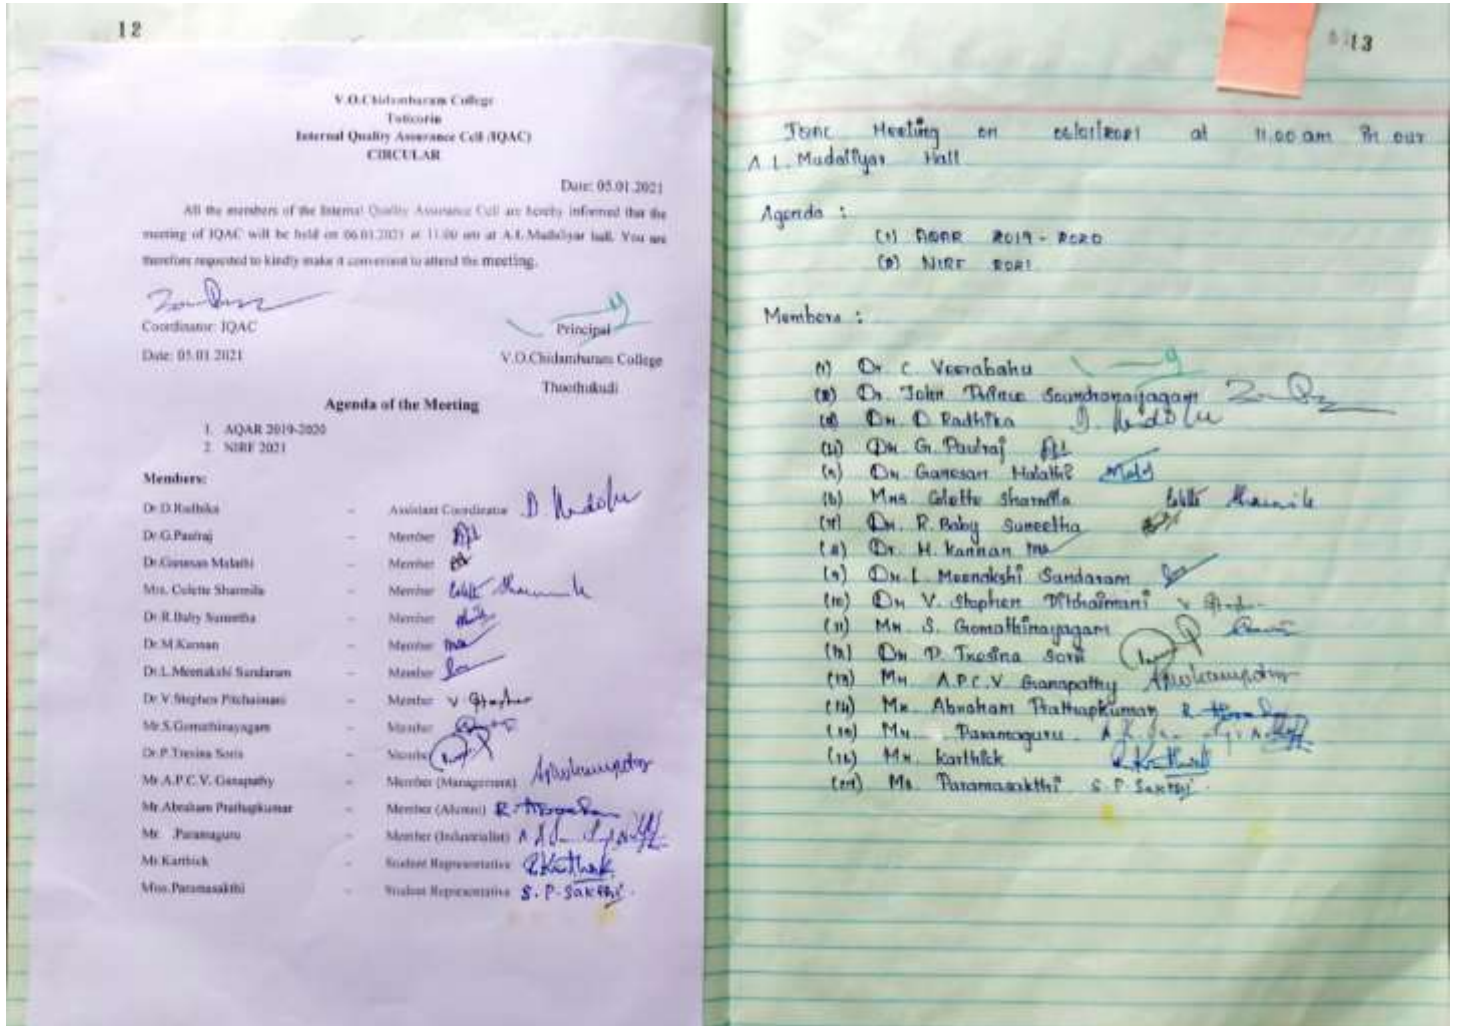 12
V.O.Chidambaram College
Tuticorin
Internal Quality Assurance Cell (IQAC)
CIRCULAR
Date: 05.01.2021
All the members of the Internal Quality Assurance Cell are hereby informed that the
meeting of IQAC will be held on 06.01.2021 at 11.00 am at A.L.Mudhliyar hall. You are
therefore requested to kindly make it convenient to attend the meeting.
Coordinator: IQAC
Principal
Date: 05.01.2021
V.O.Chidambaram College
Thoothukudi
Agenda of the Meeting
1. AQAR 2019-2020
2. NIRF 2021
Members:
Dr.D.Radhika – Assistant Coordinator
Dr.G.Paulraj – Member
Dr.Ganesan Malathi – Member
Mrs. Colette Sharmila – Member
Dr.R.Baby Suneetha – Member
Dr.M.Kannan – Member
Dr.L.Meenakshi Sundaram – Member
Dr.V.Stephen Pitchaimani – Member V Stephen
Mr.S.Gomathinayagam – Member
Dr.P.Tresina Soris – Member
Mr.A.P.C.V. Ganapathy – Member (Management)
Mr.Abraham Prathapkumar – Member (Alumni)
Mr. .Paramaguru – Member (Industrialist)
Mr.Karthick – Student Representative
Miss.Paramasakthi – Student Representative S. P. Sakthi.
13
IQAC Meeting on 06/01/2021 at 11.00 am in our
A.L. Mudalliyar Hall
Agenda :
(1) AQAR 2019-2020
(2) NIRF 2021
Members :
(1) Dr. C. Veerabahu
(2) Dr. John Prince Soundranayagam
(3) Dr. D. Radhika
(4) Dr. G. Paulraj
(5) Dr. Ganesan Malathi
(6) Mrs. Colette Sharmila
(7) Dr. R. Baby Suneetha
(8) Dr. M. Kannan
(9) Dr. L. Meenakshi Sundaram
(10) Dr V. Stephen Pitchaimani
(11) Mr. S. Gomathinayagam
(12) Dr. P. Tresina Soris
(13) Mr. A.P.C.V. Ganapathy
(14) Mr. Abraham Prathapkumar
(15) Mr. Paramaguru
(16) Mr. Karthick
(17) Ms. Paramasakthi S. P. Sakthi.